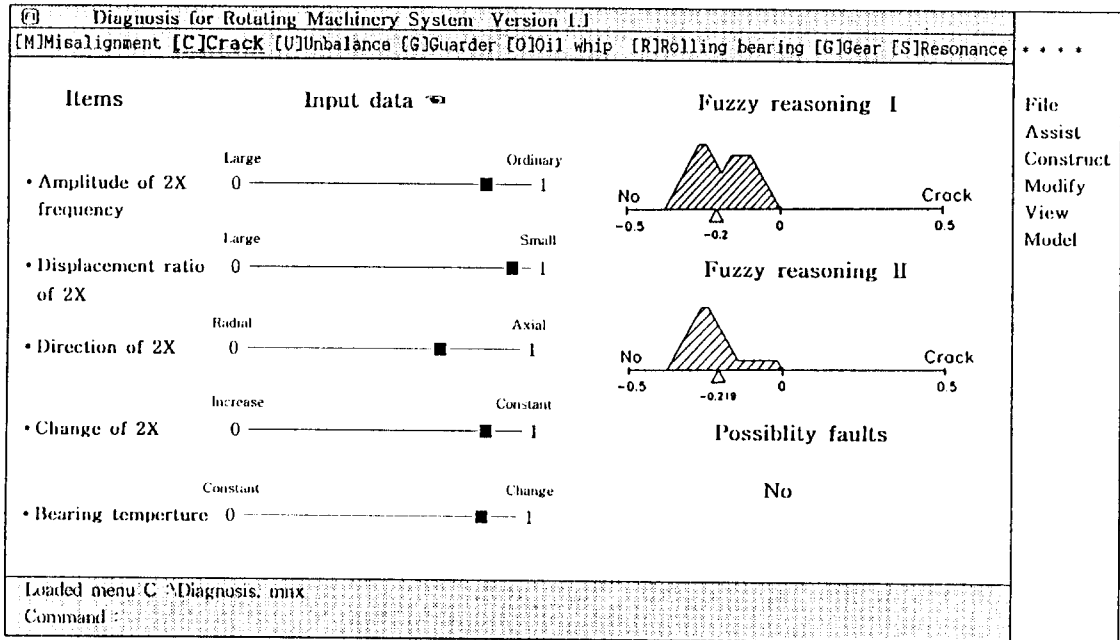 Diagnosis for Rotating Machinery System Version 1.1
[M]Misalignment [C]Crack [U]Unbalance [G]Guarder [O]Oil whip [R]Rolling bearing [G]Gear [S]Resonance * * * *
Items
Input data
Large
Ordinary
• Amplitude of 2X
frequency
0
1
Large
Small
• Displacement ratio
of 2X
0
1
Radial
Axial
• Direction of 2X
0
1
Increase
Constant
• Change of 2X
0
1
Constant
Change
• Bearing temperture
0
1
Fuzzy reasoning I
No
Crack
-0.5
-0.2
0
0.5
Fuzzy reasoning II
No
Crack
-0.5
-0.219
0
0.5
Possiblity faults
No
File
Assist
Construct
Modify
View
Model
Loaded menu C :\Diagnosis. mnx
Command :